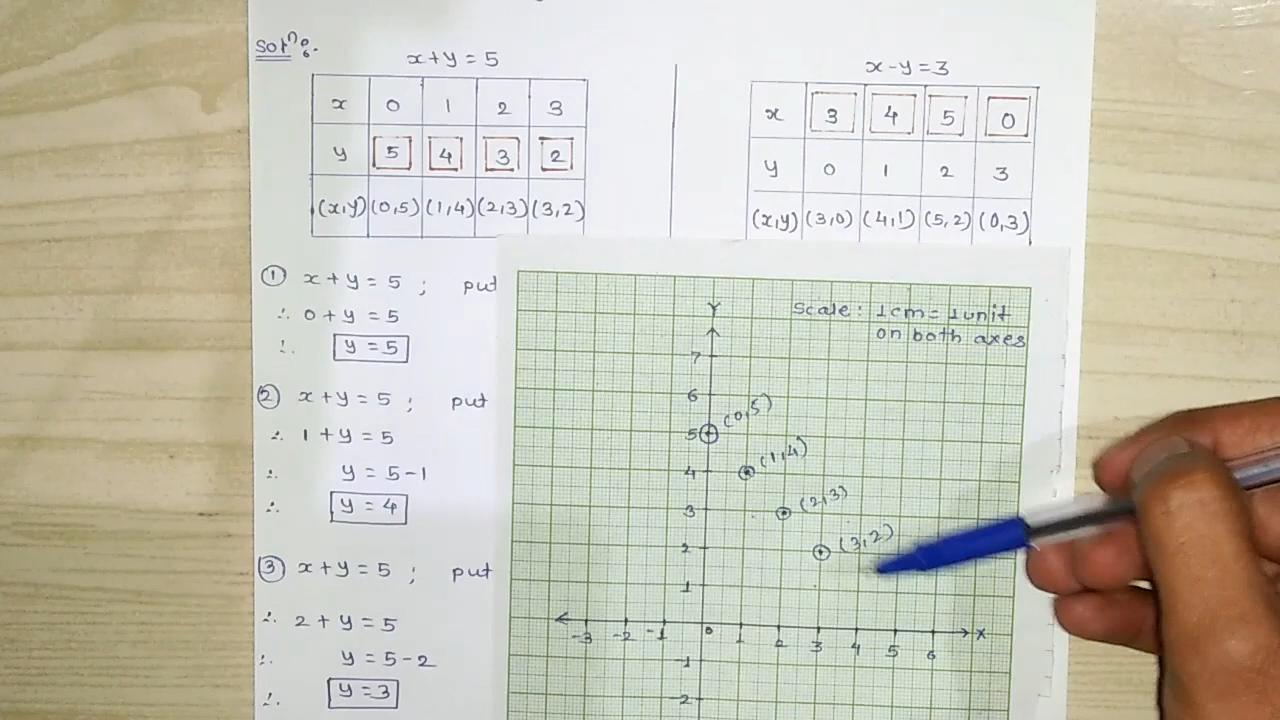 Solⁿ:-
x+y=5
x 0 1 2 3
y 5 4 3 2
(x,y) (0,5) (1,4) (2,3) (3,2)
x-y=3
x 3 4 5 0
y 0 1 2 3
(x,y) (3,0) (4,1) (5,2) (0,3)
① x+y=5 ; put
∴ 0+y=5
∴ y=5
② x+y=5 ; put
∴ 1+y=5
∴ y=5-1
∴ y=4
③ x+y=5 ; put
∴ 2+y=5
∴ y=5-2
∴ y=3
Scale: 1cm=1unit
on both axes
Y
7
6
5 (0,5)
4 (1,4)
3 (2,3)
2 (3,2)
1
-3 -2 -1 0 1 2 3 4 5 6 X
-1
-2